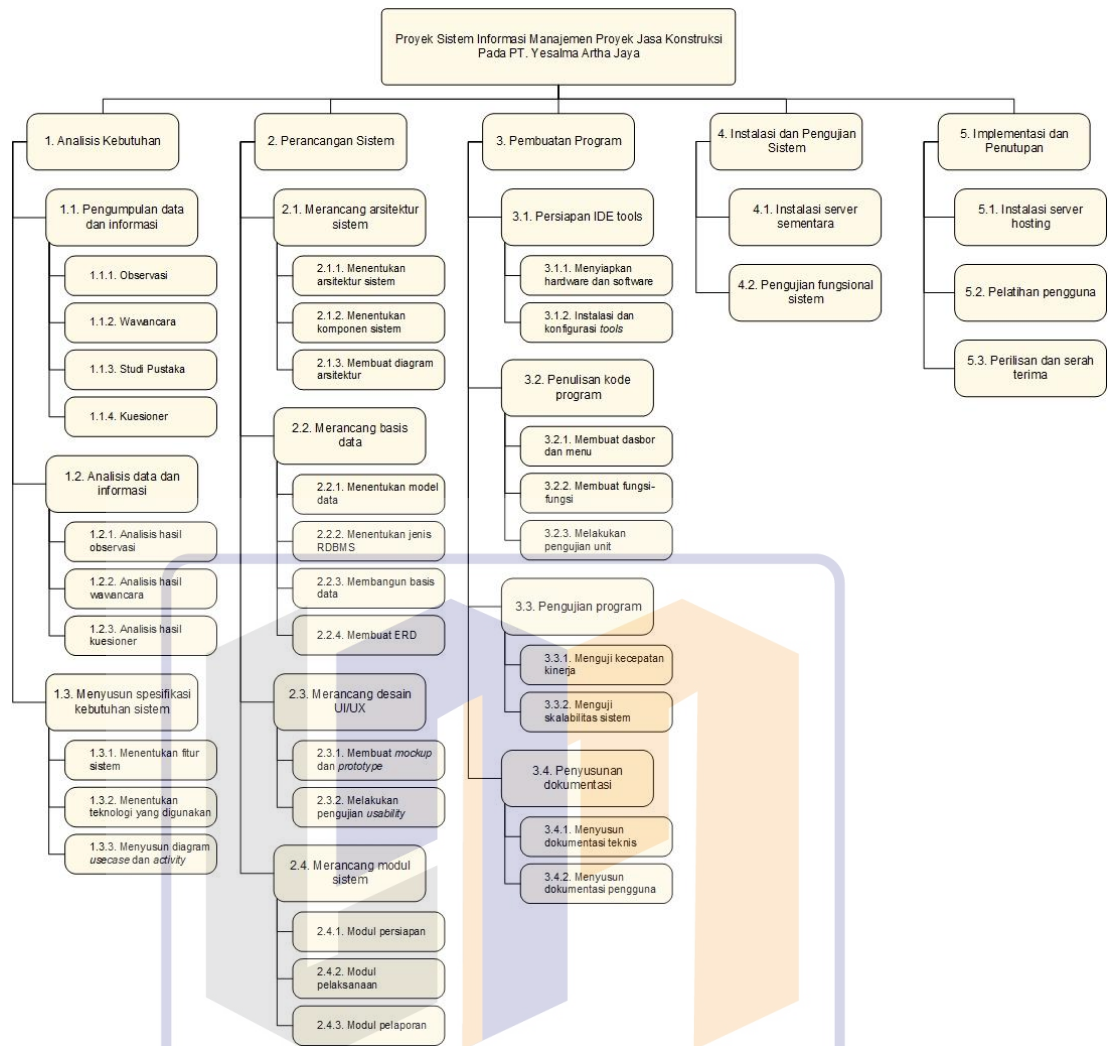 Proyek Sistem Informasi Manajemen Proyek Jasa Konstruksi
Pada PT. Yesalma Artha Jaya
1. Analisis Kebutuhan
1.1. Pengumpulan data
dan informasi
1.1.1. Observasi
1.1.2. Wawancara
1.1.3. Studi Pustaka
1.1.4. Kuesioner
1.2. Analisis data dan
informasi
1.2.1. Analisis hasil
observasi
1.2.2. Analisis hasil
wawancara
1.2.3. Analisis hasil
kuesioner
1.3. Menyusun spesifikasi
kebutuhan sistem
1.3.1. Menentukan fitur
sistem
1.3.2. Menentukan
teknologi yang digunakan
1.3.3. Menyusun diagram
usecase dan activity
2. Perancangan Sistem
2.1. Merancang arsitektur
sistem
2.1.1. Menentukan
arsitektur sistem
2.1.2. Menentukan
komponen sistem
2.1.3. Membuat diagram
arsitektur
2.2. Merancang basis
data
2.2.1. Menentukan model
data
2.2.2. Menentukan jenis
RDBMS
2.2.3. Membangun basis
data
2.2.4. Membuat ERD
2.3. Merancang desain
UI/UX
2.3.1. Membuat mockup
dan prototype
2.3.2. Melakukan
pengujian usability
2.4. Merancang modul
sistem
2.4.1. Modul persiapan
2.4.2. Modul
pelaksanaan
2.4.3. Modul pelaporan
3. Pembuatan Program
3.1. Persiapan IDE tools
3.1.1. Menyiapkan
hardware dan software
3.1.2. Instalasi dan
konfigurasi tools
3.2. Penulisan kode
program
3.2.1. Membuat dasbor
dan menu
3.2.2. Membuat fungsi-
fungsi
3.2.3. Melakukan
pengujian unit
3.3. Pengujian program
3.3.1. Menguji kecepatan
kinerja
3.3.2. Menguji
skalabilitas sistem
3.4. Penyusunan
dokumentasi
3.4.1. Menyusun
dokumentasi teknis
3.4.2. Menyusun
dokumentasi pengguna
4. Instalasi dan Pengujian
Sistem
4.1. Instalasi server
sementara
4.2. Pengujian fungsional
sistem
5. Implementasi dan
Penutupan
5.1. Instalasi server
hosting
5.2. Pelatihan pengguna
5.3. Perilisan dan serah
terima